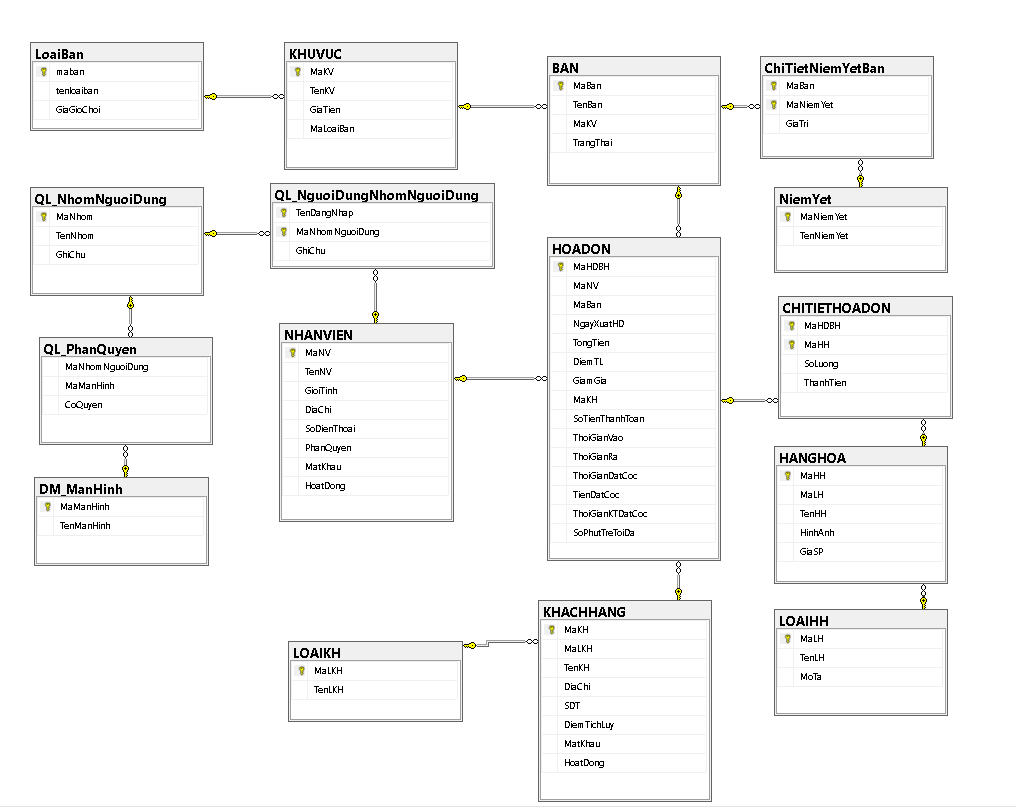 LoaiBan
maban
tenloaiban
GiaGioChoi
KHUVUC
MaKV
TenKV
GiaTien
MaLoaiBan
BAN
MaBan
TenBan
MaKV
TrangThai
ChiTietNiemYetBan
MaBan
MaNiemYet
GiaTri
QL_NhomNguoiDung
MaNhom
TenNhom
GhiChu
QL_NguoiDungNhomNguoiDung
TenDangNhap
MaNhomNguoiDung
GhiChu
NiemYet
MaNiemYet
TenNiemYet
HOADON
MaHDBH
MaNV
MaBan
NgayXuatHD
TongTien
DiemTL
GiamGia
MaKH
SoTienThanhToan
ThoiGianVao
ThoiGianRa
ThoiGianDatCoc
TienDatCoc
ThoiGianKTDatCoc
SoPhutTreToiDa
CHITIETHOADON
MaHDBH
MaHH
SoLuong
ThanhTien
QL_PhanQuyen
MaNhomNguoiDung
MaManHinh
CoQuyen
NHANVIEN
MaNV
TenNV
GioiTinh
DiaChi
SoDienThoai
PhanQuyen
MatKhau
HoatDong
HANGHOA
MaHH
MaLH
TenHH
HinhAnh
GiaSP
DM_ManHinh
MaManHinh
TenManHinh
KHACHHANG
MaKH
MaLKH
TenKH
DiaChi
SDT
DiemTichLuy
MatKhau
HoatDong
LOAIKH
MaLKH
TenLKH
LOAIHH
MaLH
TenLH
MoTa